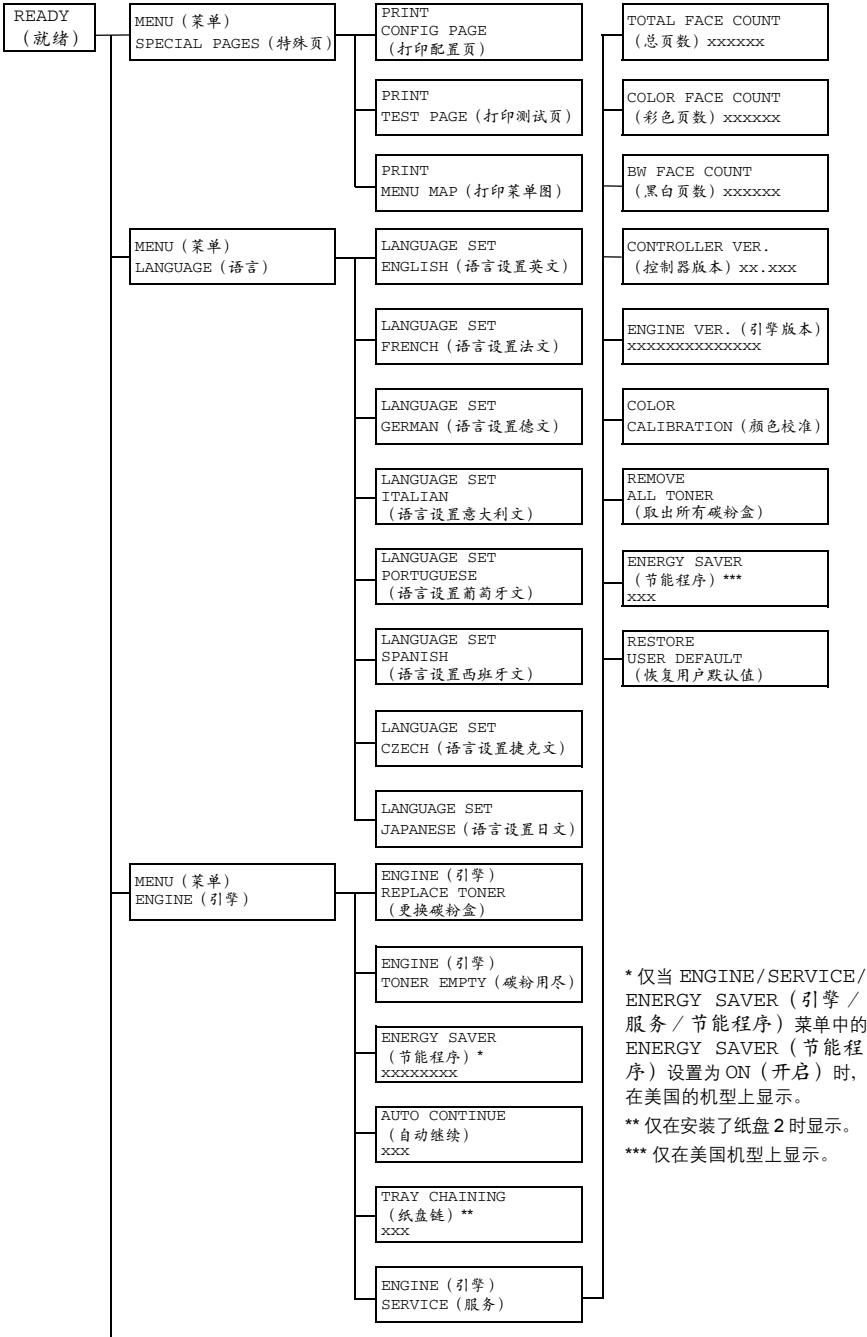 READY
（就绪）
MENU（菜单）
SPECIAL PAGES（特殊页）
PRINT
CONFIG PAGE
（打印配置页）
PRINT
TEST PAGE（打印测试页）
PRINT
MENU MAP（打印菜单图）
MENU（菜单）
LANGUAGE（语言）
LANGUAGE SET
ENGLISH（语言设置英文）
LANGUAGE SET
FRENCH（语言设置法文）
LANGUAGE SET
GERMAN（语言设置德文）
LANGUAGE SET
ITALIAN
（语言设置意大利文）
LANGUAGE SET
PORTUGUESE
（语言设置葡萄牙文）
LANGUAGE SET
SPANISH
（语言设置西班牙文）
LANGUAGE SET
CZECH（语言设置捷克文）
LANGUAGE SET
JAPANESE（语言设置日文）
MENU（菜单）
ENGINE（引擎）
ENGINE（引擎）
REPLACE TONER
（更换碳粉盒）
ENGINE（引擎）
TONER EMPTY（碳粉用尽）
ENERGY SAVER
（节能程序）*
xxxxxxxx
AUTO CONTINUE
（自动继续）
xxx
TRAY CHAINING
（纸盘链）**
xxx
ENGINE（引擎）
SERVICE（服务）
TOTAL FACE COUNT
（总页数）xxxxxx
COLOR FACE COUNT
（彩色页数）xxxxxx
BW FACE COUNT
（黑白页数）xxxxxx
CONTROLLER VER.
（控制器版本）xx.xxx
ENGINE VER.（引擎版本）
xxxxxxxxxxxxxx
COLOR
CALIBRATION（颜色校准）
REMOVE
ALL TONER
（取出所有碳粉盒）
ENERGY SAVER
（节能程序）***
xxx
RESTORE
USER DEFAULT
（恢复用户默认值）
* 仅当 ENGINE/SERVICE/
ENERGY SAVER（引擎／
服务／节能程序）菜单中的
ENERGY SAVER（节能程
序）设置为 ON（开启）时，
在美国的机型上显示。
** 仅在安装了纸盘 2 时显示。
*** 仅在美国机型上显示。